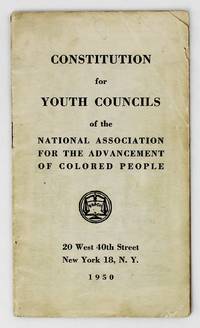 CONSTITUTION
for
YOUTH COUNCILS
of the
NATIONAL ASSOCIATION
FOR THE ADVANCEMENT
OF COLORED PEOPLE
20 West 40th Street
New York 18, N. Y.
1950